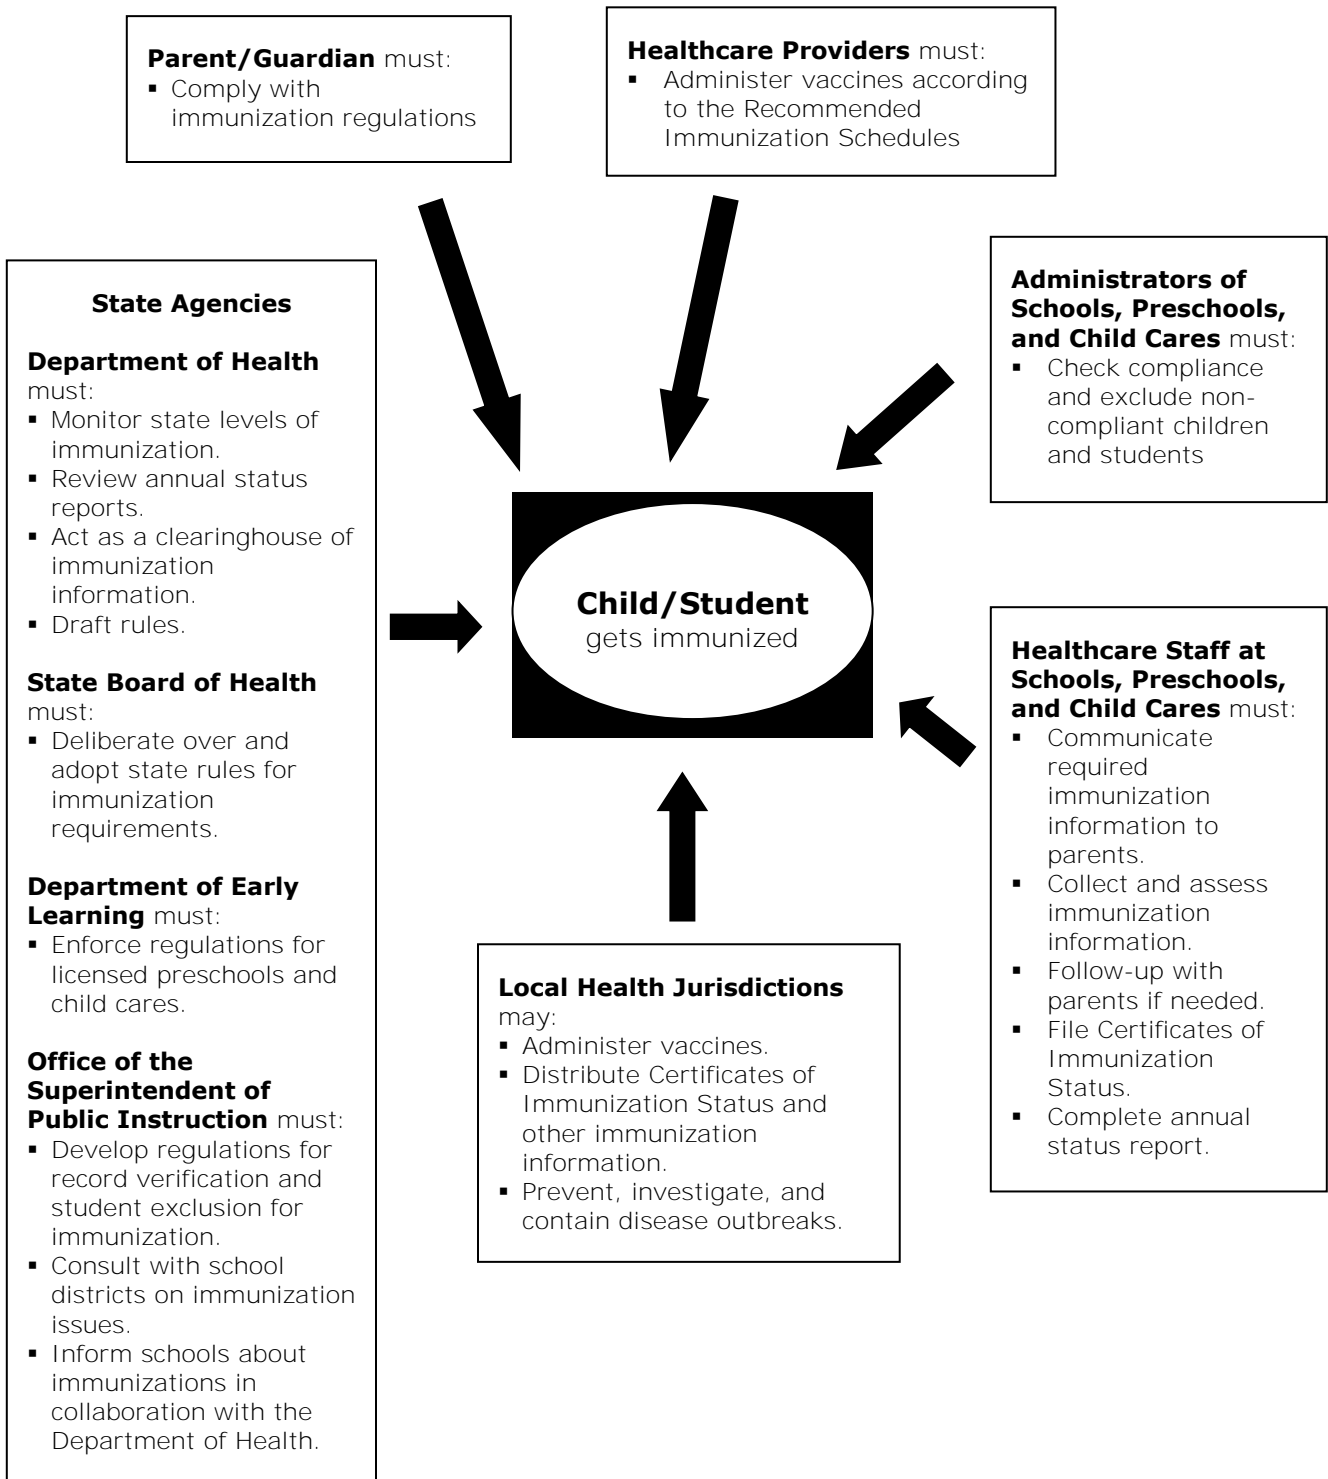 Parent/Guardian must:
▪ Comply with
immunization regulations
Healthcare Providers must:
▪ Administer vaccines according
to the Recommended
Immunization Schedules
State Agencies
Department of Health
must:
▪ Monitor state levels of
immunization.
▪ Review annual status
reports.
▪ Act as a clearinghouse of
immunization
information.
▪ Draft rules.
State Board of Health
must:
▪ Deliberate over and
adopt state rules for
immunization
requirements.
Department of Early
Learning must:
▪ Enforce regulations for
licensed preschools and
child cares.
Office of the
Superintendent of
Public Instruction must:
▪ Develop regulations for
record verification and
student exclusion for
immunization.
▪ Consult with school
districts on immunization
issues.
▪ Inform schools about
immunizations in
collaboration with the
Department of Health.
Child/Student
gets immunized
Administrators of
Schools, Preschools,
and Child Cares must:
▪ Check compliance
and exclude non-
compliant children
and students
Healthcare Staff at
Schools, Preschools,
and Child Cares must:
▪ Communicate
required
immunization
information to
parents.
▪ Collect and assess
immunization
information.
▪ Follow-up with
parents if needed.
▪ File Certificates of
Immunization
Status.
▪ Complete annual
status report.
Local Health Jurisdictions
may:
▪ Administer vaccines.
▪ Distribute Certificates of
Immunization Status and
other immunization
information.
▪ Prevent, investigate, and
contain disease outbreaks.